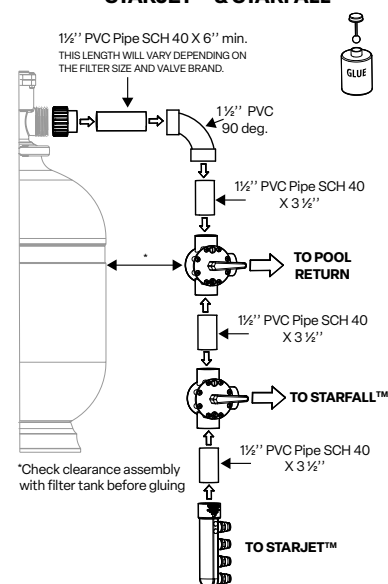 STARJET™ & STARFALL™
1½’’ PVC Pipe SCH 40 X 6’’ min.
THIS LENGTH WILL VARY DEPENDING ON
THE FILTER SIZE AND VALVE BRAND.
GLUE
1½’’ PVC
90 deg.
1½’’ PVC Pipe SCH 40
X 3 ½’’
*
TO POOL
RETURN
1½’’ PVC Pipe SCH 40
X 3 ½’’
TO STARFALL™
1½’’ PVC Pipe SCH 40
X 3 ½’’
*Check clearance assembly
with filter tank before gluing
TO STARJET™